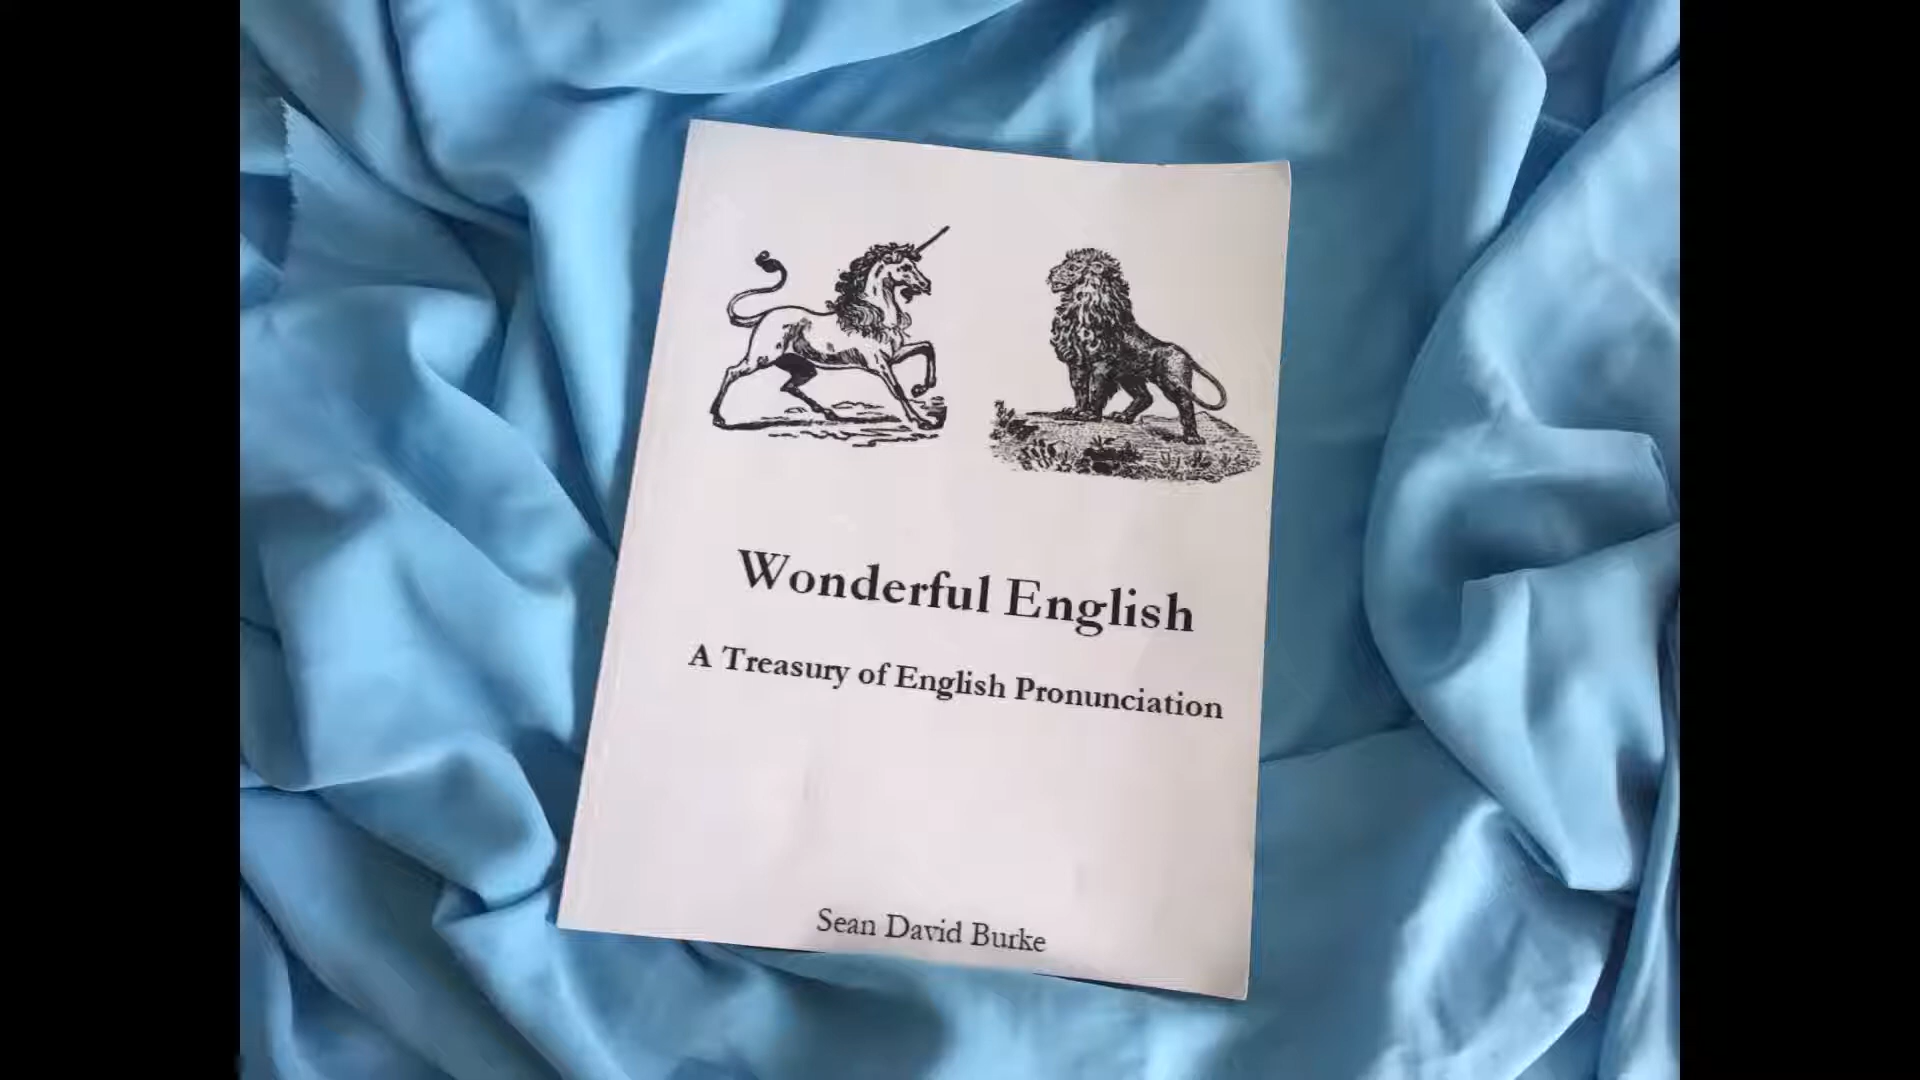 Wonderful English
A Treasury of English Pronunciation
Sean David Burke